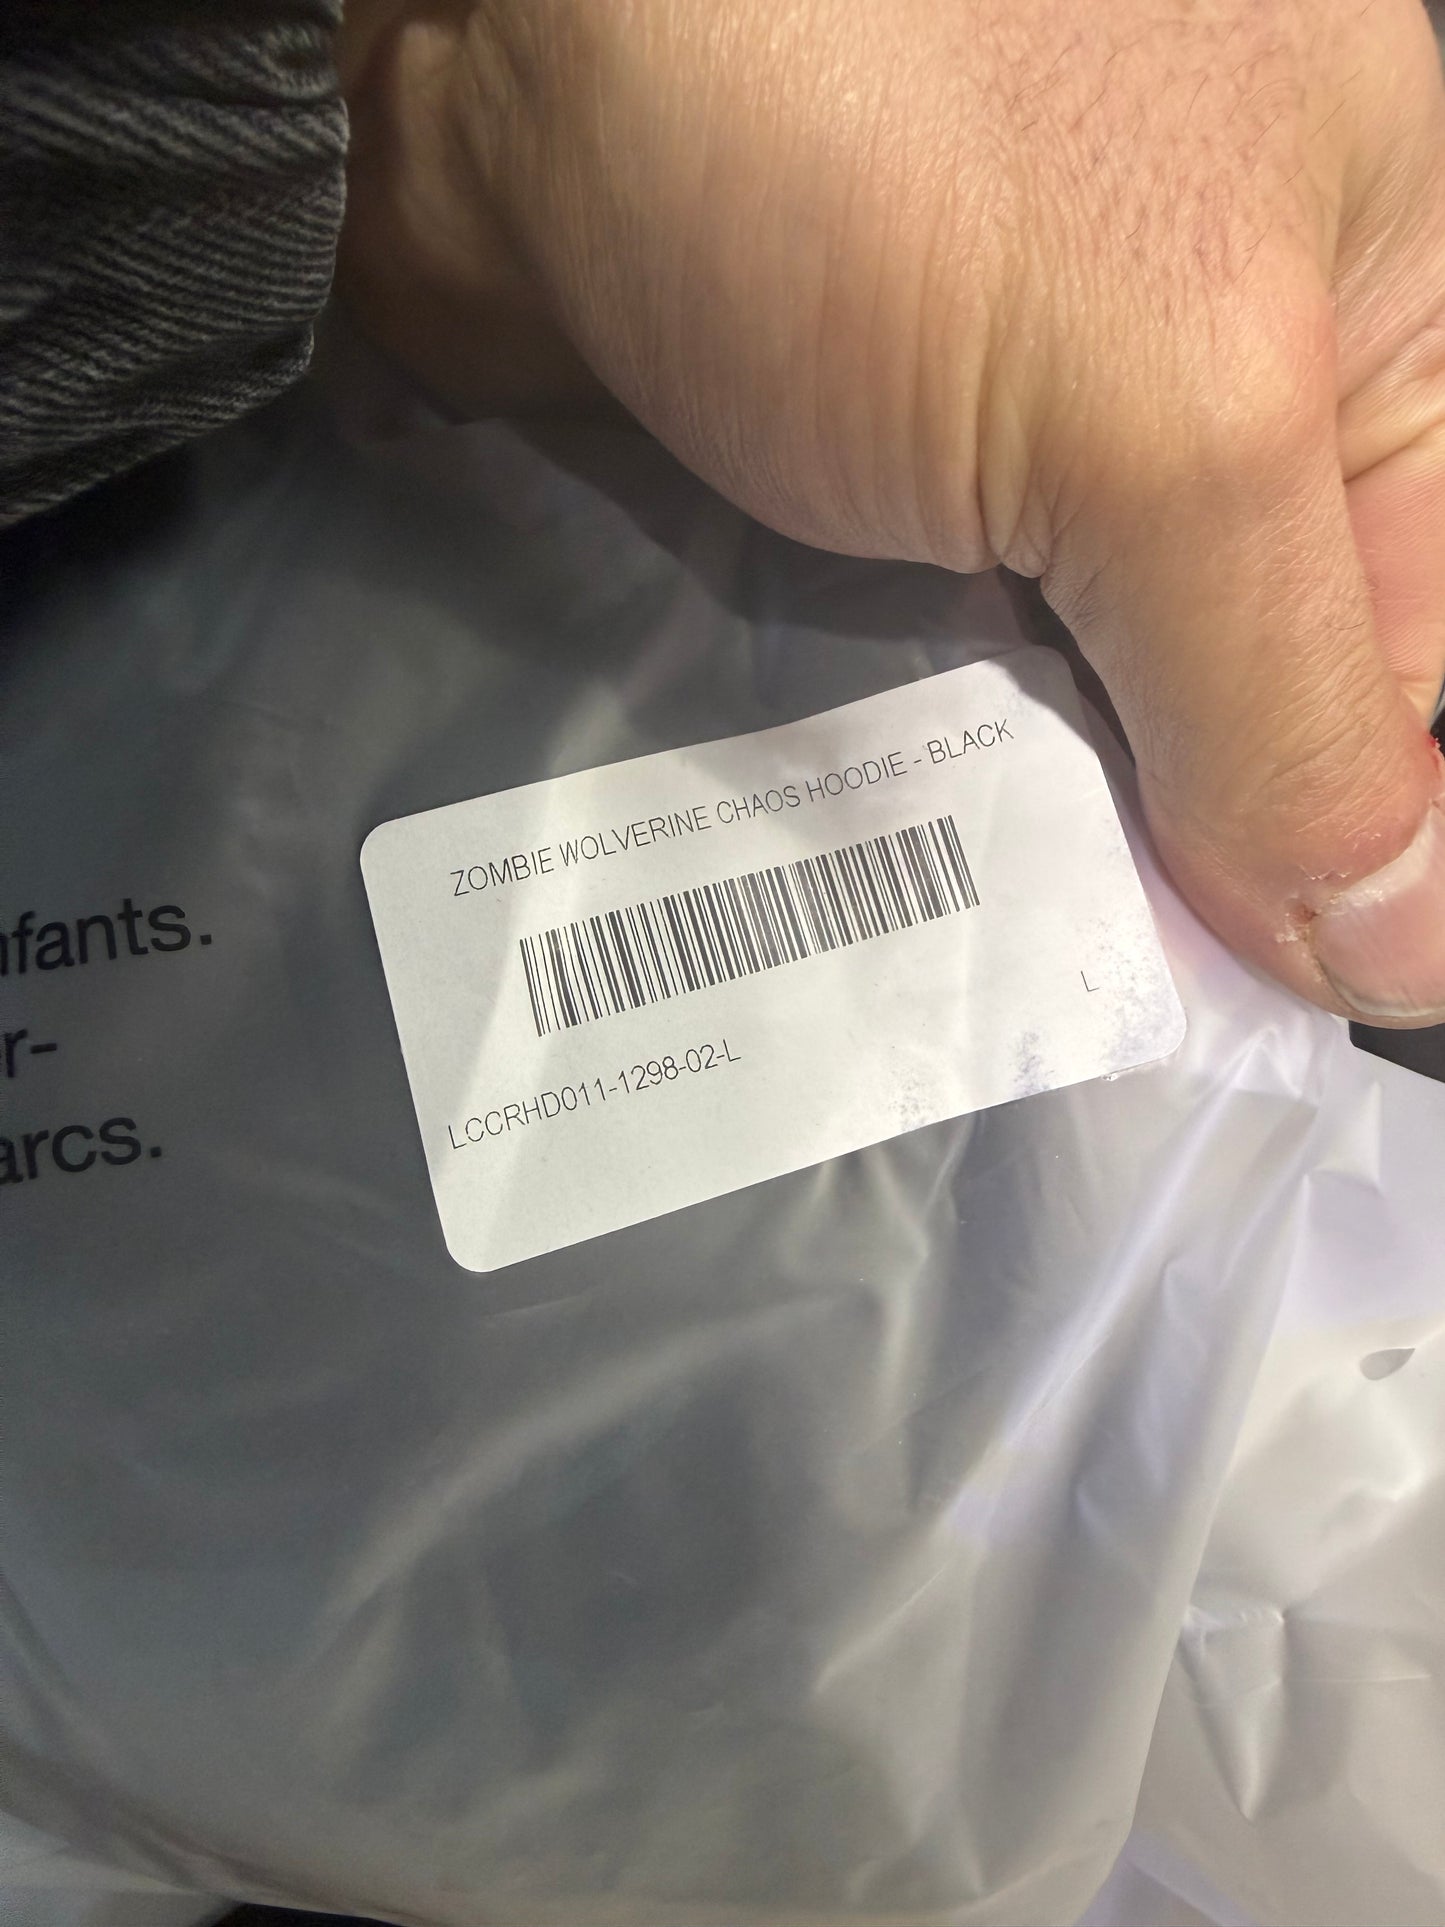 ZOMBIE WOLVERINE CHAOS HOODIE - BLACK
L
LCCRHD011-1298-02-L
nfants.
r-
arcs.